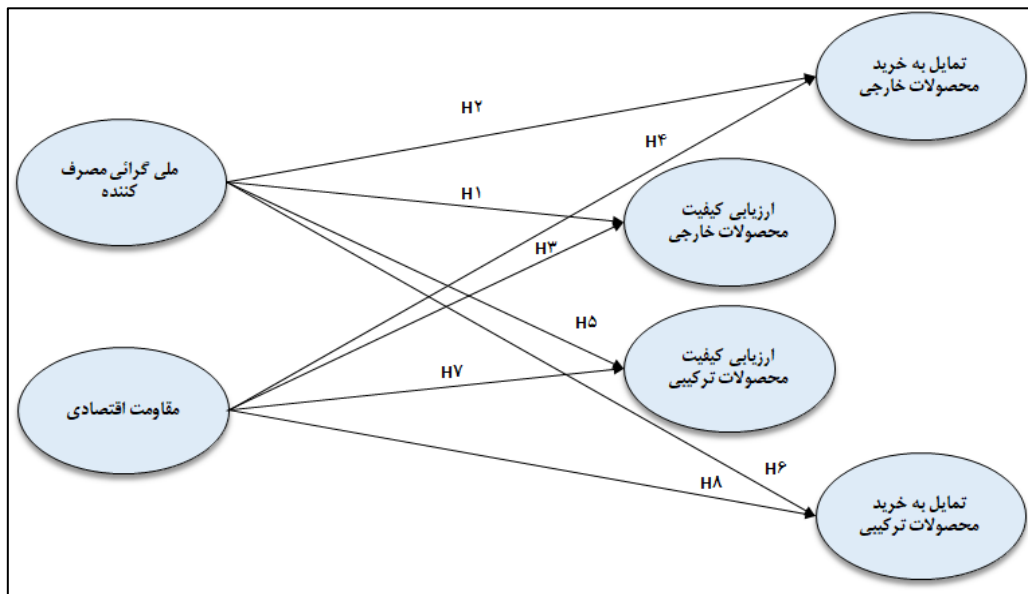 تمایل به خرید
محصولات خارجی
H۲
H۴
ملی گرائی مصرف
کننده
H۱
ارزیابی کیفیت
محصولات خارجی
H۳
H۵
ارزیابی کیفیت
محصولات ترکیبی
H۷
مقاومت اقتصادی
H۶
H۸
تمایل به خرید
محصولات ترکیبی